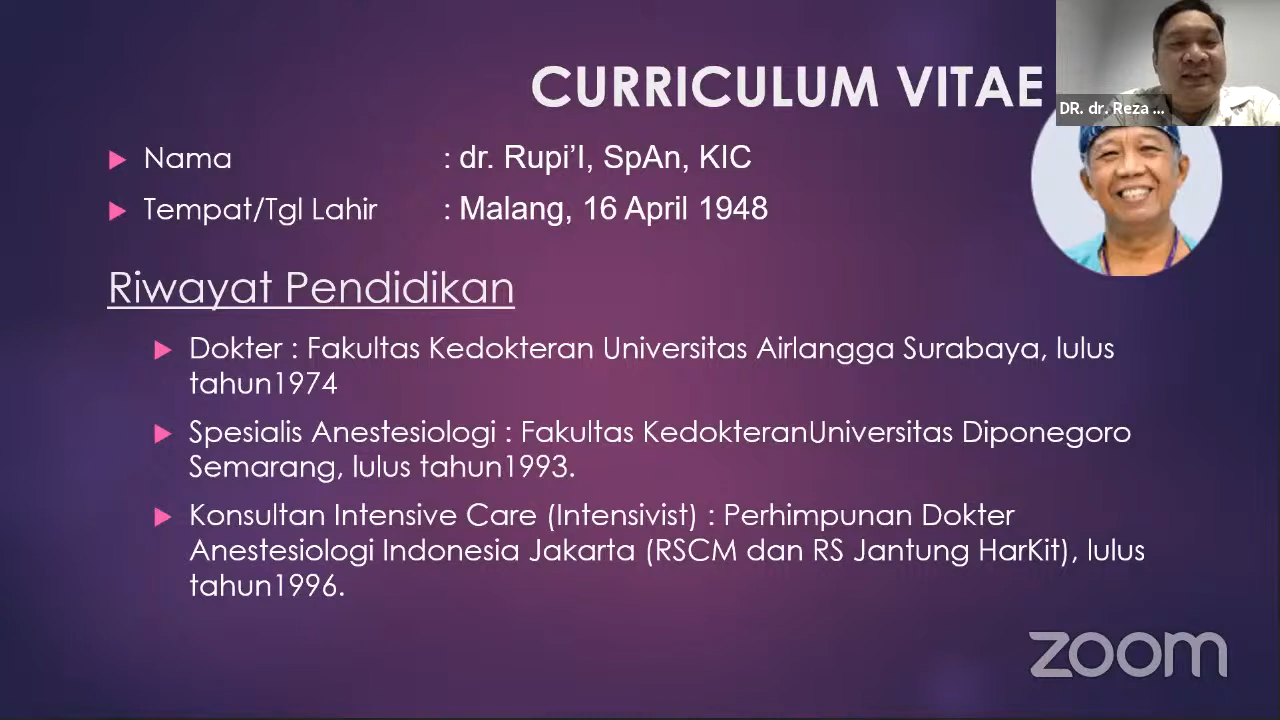 CURRICULUM VITAE
DR. dr. Reza ...
Nama : dr. Rupi’I, SpAn, KIC
Tempat/Tgl Lahir : Malang, 16 April 1948
Riwayat Pendidikan
Dokter : Fakultas Kedokteran Universitas Airlangga Surabaya, lulus
tahun1974
Spesialis Anestesiologi : Fakultas KedokteranUniversitas Diponegoro
Semarang, lulus tahun1993.
Konsultan Intensive Care (Intensivist) : Perhimpunan Dokter
Anestesiologi Indonesia Jakarta (RSCM dan RS Jantung HarKit), lulus
tahun1996.
zoom